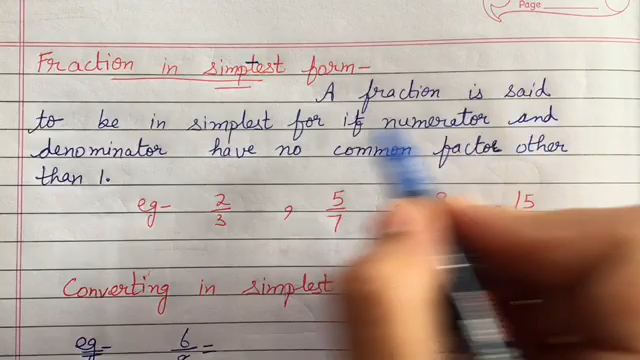 Page
Fraction in simplest form-
A fraction is said
to be in simplest for if numerator and
denominator have no common factor other
than 1.
eg- 2/3 , 5/7 15
Converting in simplest
eg- 6/ =